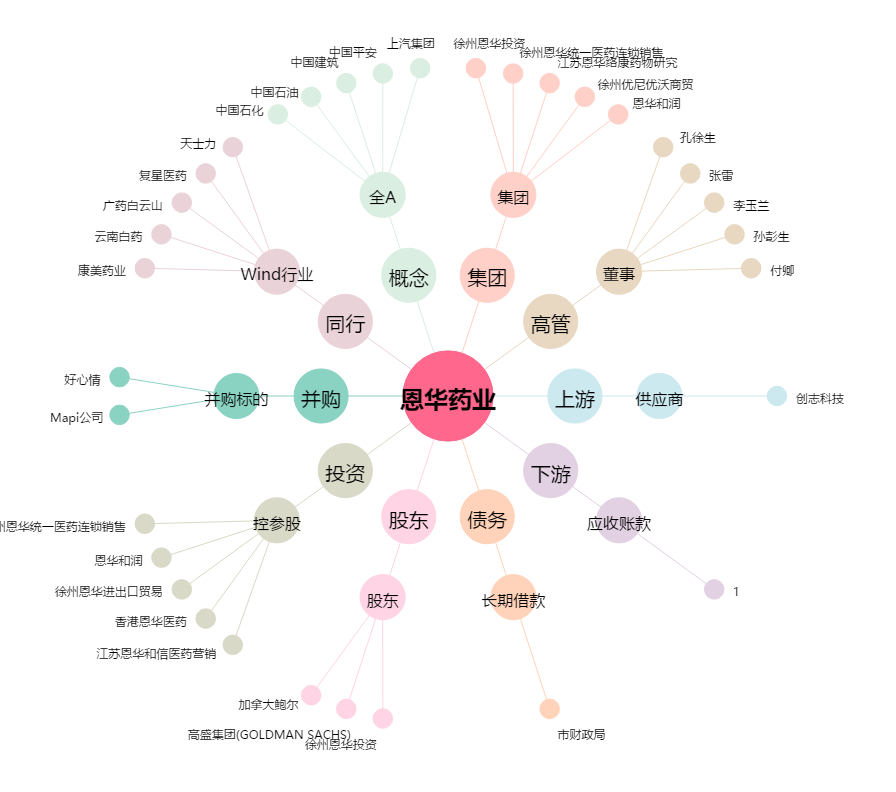 上汽集团
中国平安
中国建筑
中国石油
中国石化
徐州恩华投资
徐州恩华统一医药连锁销售
江苏恩华络康药物研究
徐州优尼优沃商贸
恩华和润
天士力
复星医药
广药白云山
云南白药
康美药业
全A
集团
孔徐生
张雷
李玉兰
孙彭生
付卿
Wind行业
概念
集团
董事
同行
高管
好心情
Mapi公司
并购标的
并购
恩华药业
上游
供应商
创志科技
投资
下游
控参股
股东
债务
应收账款
州恩华统一医药连锁销售
恩华和润
徐州恩华进出口贸易
香港恩华医药
江苏恩华和信医药营销
股东
长期借款
1
加拿大鲍尔
高盛集团(GOLDMAN SACHS)
徐州恩华投资
市财政局